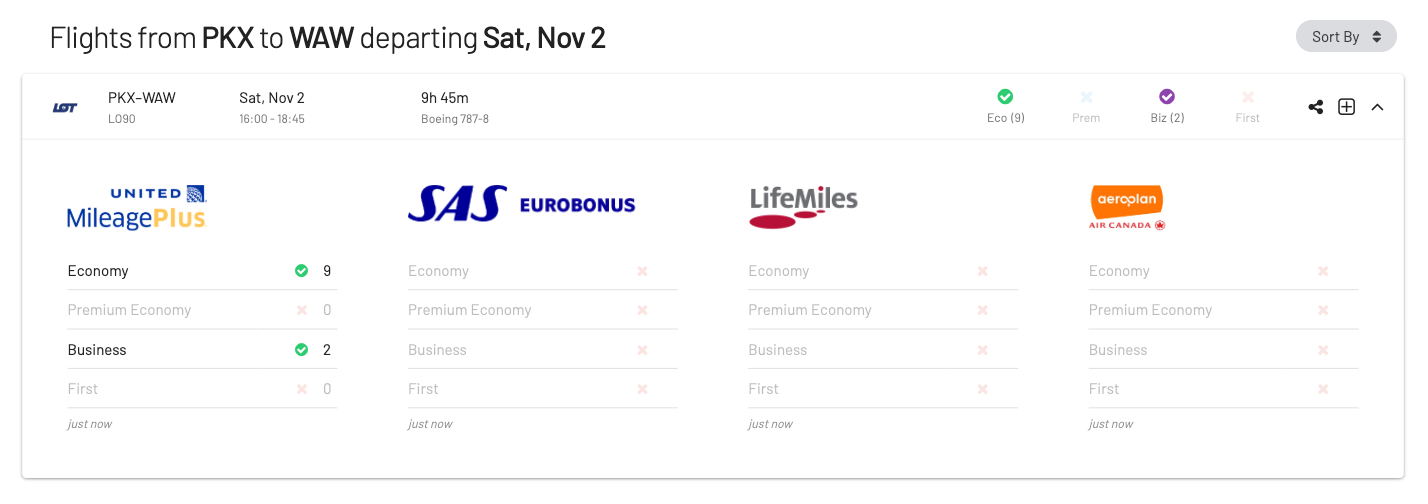 Flights from PKX to WAW departing Sat, Nov 2
Sort By
LOT
PKX–WAW
LO90
Sat, Nov 2
16:00 - 18:45
9h 45m
Boeing 787-8
Eco (9)
Prem
Biz (2)
First
UNITED
MileagePlus
Economy 9
Premium Economy 0
Business 2
First 0
just now
SAS EUROBONUS
Economy
Premium Economy
Business
First
just now
LifeMiles
Economy
Premium Economy
Business
First
just now
aeroplan
AIR CANADA
Economy
Premium Economy
Business
First
just now